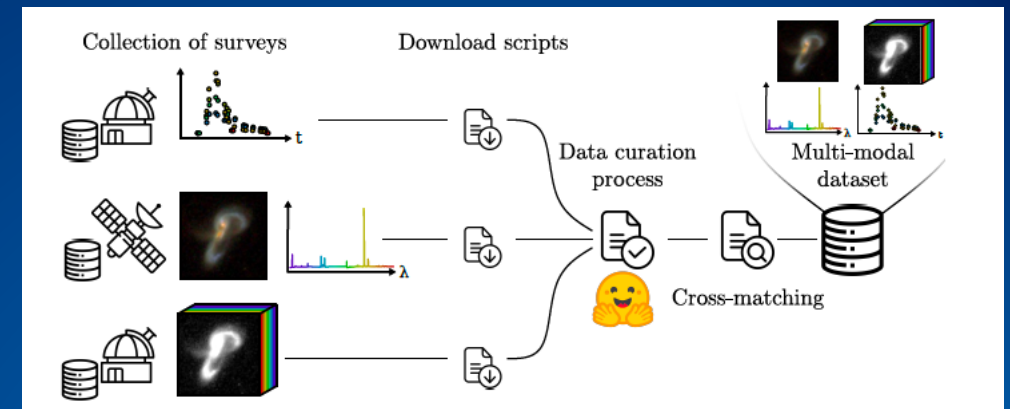 Collection of surveys
Download scripts
t
λ
Data curation
process
Cross-matching
λ
t
Multi-modal
dataset